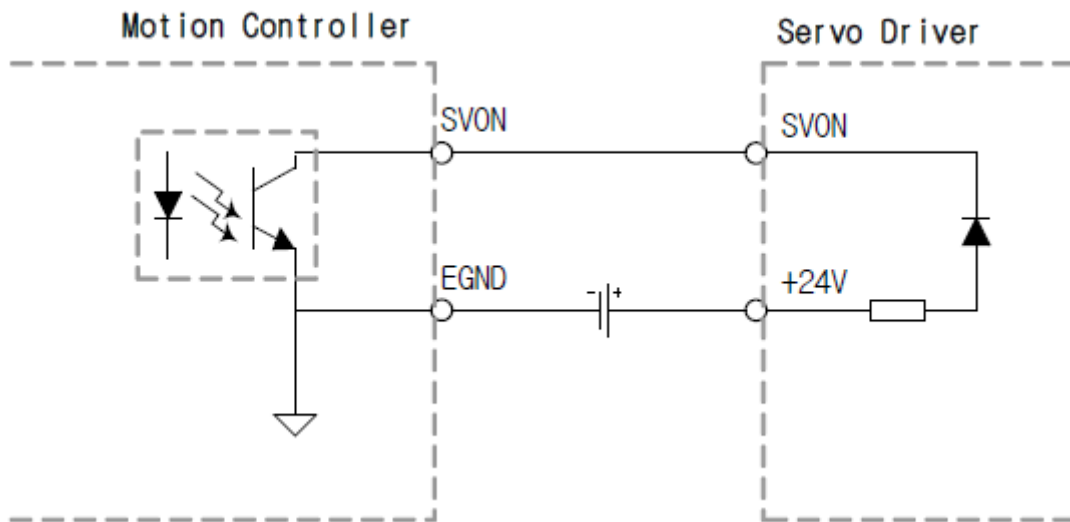 Motion Controller
Servo Driver
SVON
SVON
EGND
- +
+24V